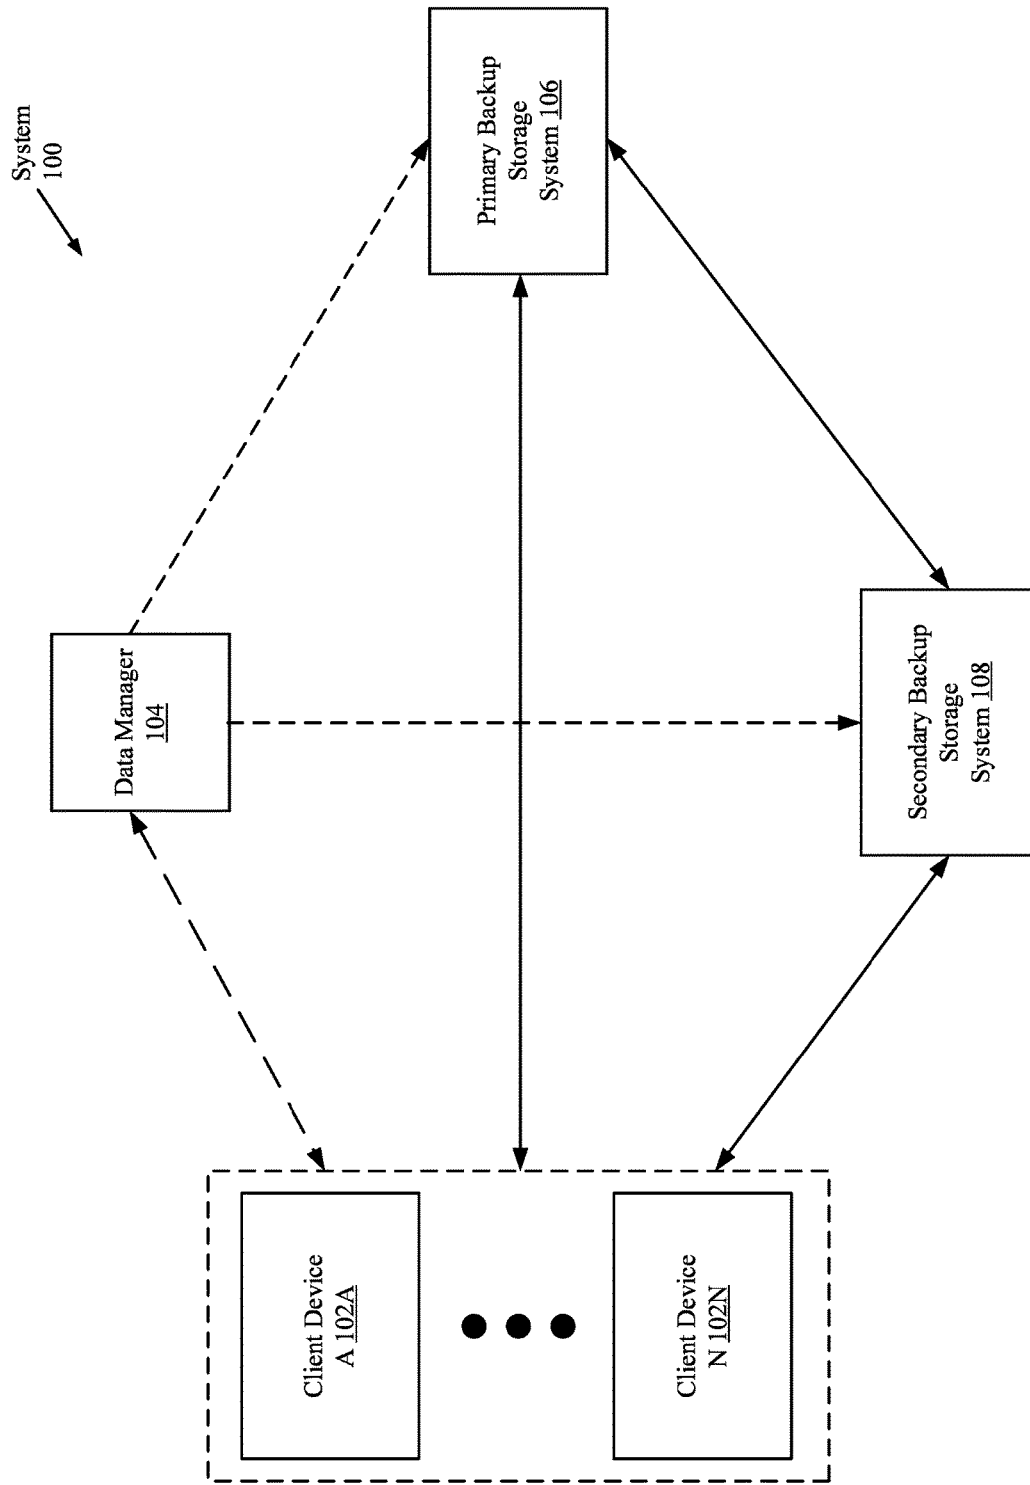 System
100
Data Manager
104
Primary Backup
Storage
System 106
Client Device
A 102A
Client Device
N 102N
Secondary Backup
Storage
System 108